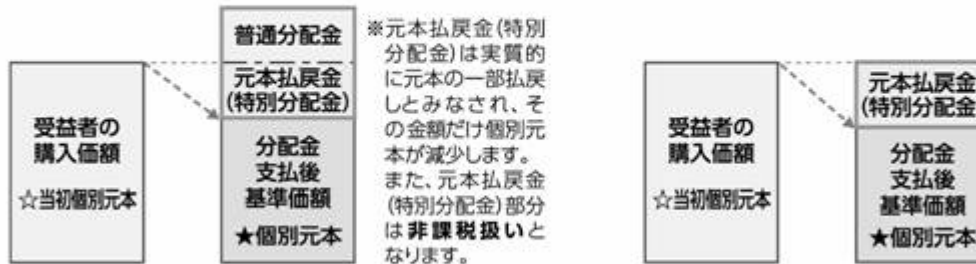 普通分配金
元本払戻金
(特別分配金)
受益者の
購入価額
☆当初個別元本
分配金
支払後
基準価額
★個別元本
※元本払戻金(特別
分配金)は実質的
に元本の一部払戻
しとみなされ、そ
の金額だけ個別元
本が減少します。
また、元本払戻金
(特別分配金)部分
は非課税扱いと
なります。
受益者の
購入価額
☆当初個別元本
元本払戻金
(特別分配金
分配金
支払後
基準価額
★個別元本